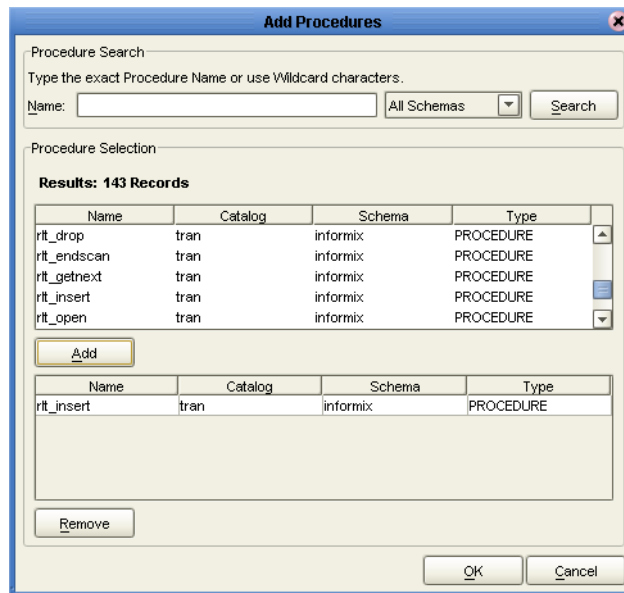 Add Procedures
Procedure Search
Type the exact Procedure Name or use Wildcard characters.
Name: All Schemas Search
Procedure Selection
Results: 143 Records
Name Catalog Schema Type
rlt_drop tran informix PROCEDURE
rlt_endscan tran informix PROCEDURE
rlt_getnext tran informix PROCEDURE
rlt_insert tran informix PROCEDURE
rlt_open tran informix PROCEDURE
Add
Name Catalog Schema Type
rlt_insert tran informix PROCEDURE
Remove
OK Cancel